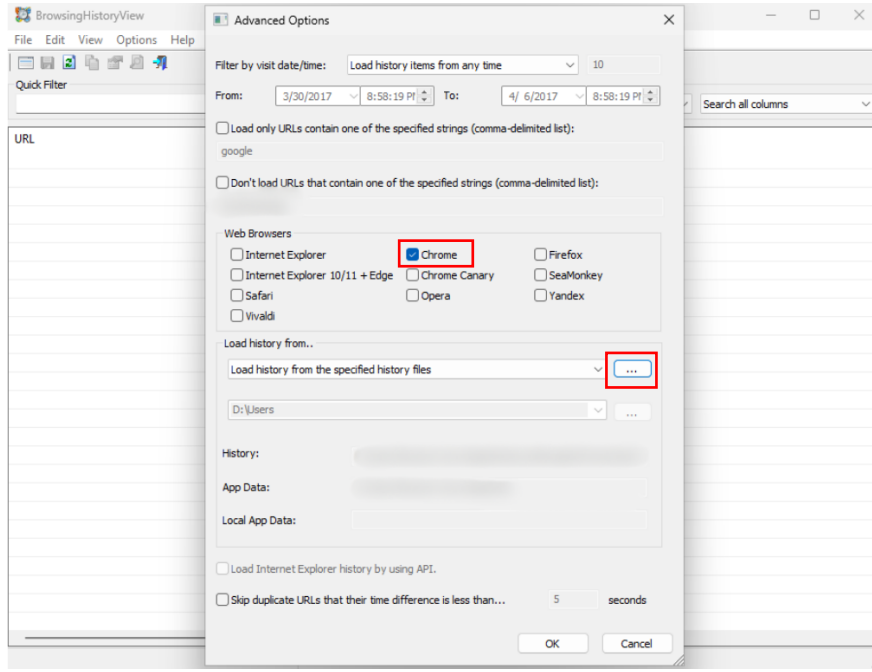 BrowsingHistoryView
File Edit View Options Help
Quick Filter
Search all columns
URL
Advanced Options
Filter by visit date/time: Load history items from any time 10
From: 3/30/2017 8:58:19 PM To: 4/ 6/2017 8:58:19 PM
Load only URLs contain one of the specified strings (comma-delimited list):
google
Don't load URLs that contain one of the specified strings (comma-delimited list):
Web Browsers
Internet Explorer Chrome Firefox
Internet Explorer 10/11 + Edge Chrome Canary SeaMonkey
Safari Opera Yandex
Vivaldi
Load history from..
Load history from the specified history files ...
D:\Users ...
History:
App Data:
Local App Data:
Load Internet Explorer history by using API.
Skip duplicate URLs that their time difference is less than... 5 seconds
OK Cancel